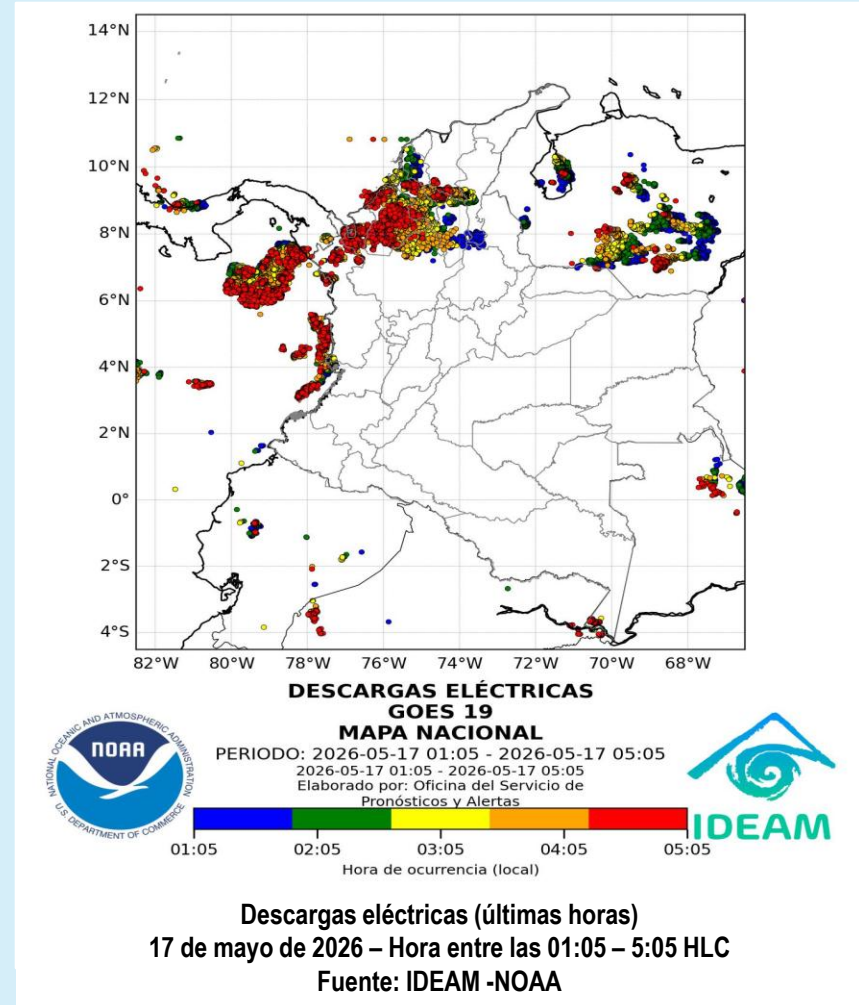 14°N
12°N
10°N
8°N
6°N
4°N
2°N
0°
2°S
4°S
82°W 80°W 78°W 76°W 74°W 72°W 70°W 68°W
DESCARGAS ELÉCTRICAS
GOES 19
MAPA NACIONAL
PERIODO: 2026-05-17 01:05 - 2026-05-17 05:05
2026-05-17 01:05 - 2026-05-17 05:05
Elaborado por: Oficina del Servicio de
Pronósticos y Alertas
NATIONAL OCEANIC AND ATMOSPHERIC ADMINISTRATION
NOAA
U.S. DEPARTMENT OF COMMERCE
IDEAM
01:05 02:05 03:05 04:05 05:05
Hora de ocurrencia (local)
Descargas eléctricas (últimas horas)
17 de mayo de 2026 – Hora entre las 01:05 – 5:05 HLC
Fuente: IDEAM -NOAA